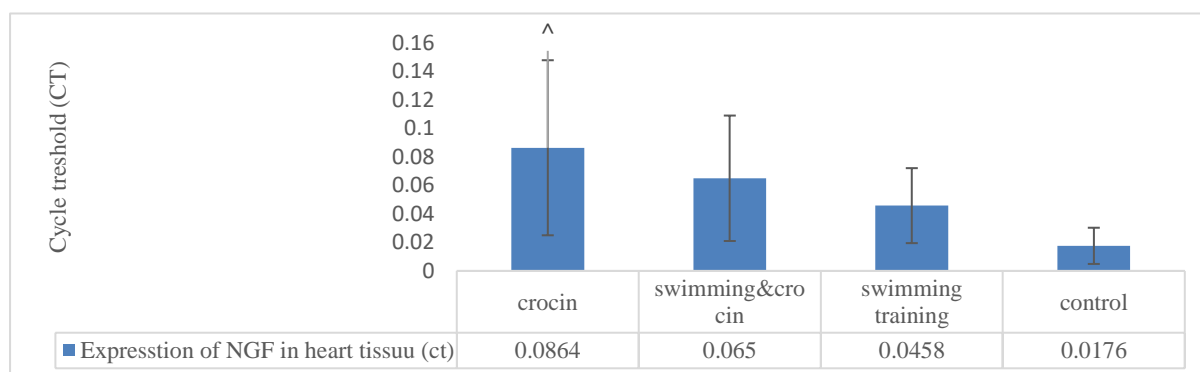 ^
Cycle treshold (CT)
0.16
0.14
0.12
0.1
0.08
0.06
0.04
0.02
0
crocin
swimming&cro
cin
swimming
training
control
Expresstion of NGF in heart tissuu (ct)
0.0864
0.065
0.0458
0.0176